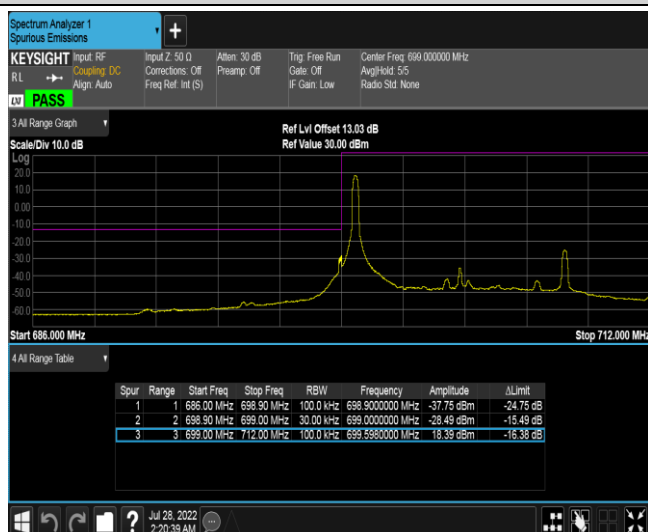 Spectrum Analyzer 1
Spurious Emissions
+
KEYSIGHT Input: RF Input Z: 50 Ω Atten: 30 dB Trig: Free Run Center Freq: 699.000000 MHz
RL Coupling: DC Corrections: Off Preamp: Off Gate: Off Avg|Hold: 5/5
Align: Auto Freq Ref: Int (S) IF Gain: Low Radio Std: None
LXI PASS
3 All Range Graph
Ref Lvl Offset 13.03 dB
Scale/Div 10.0 dB Ref Value 30.00 dBm
Log
20.0
10.0
0.00
-10.0
-20.0
-30.0
-40.0
-50.0
-60.0
Start 686.000 MHz Stop 712.000 MHz
4 All Range Table
Spur Range Start Freq Stop Freq RBW Frequency Amplitude ΔLimit
1 1 686.00 MHz 698.90 MHz 100.0 kHz 698.9000000 MHz -37.75 dBm -24.75 dB
2 2 698.90 MHz 699.00 MHz 30.00 kHz 699.0000000 MHz -28.49 dBm -15.49 dB
3 3 699.00 MHz 712.00 MHz 100.0 kHz 699.5980000 MHz 18.39 dBm -16.38 dB
? Jul 28, 2022
2:20:39 AM